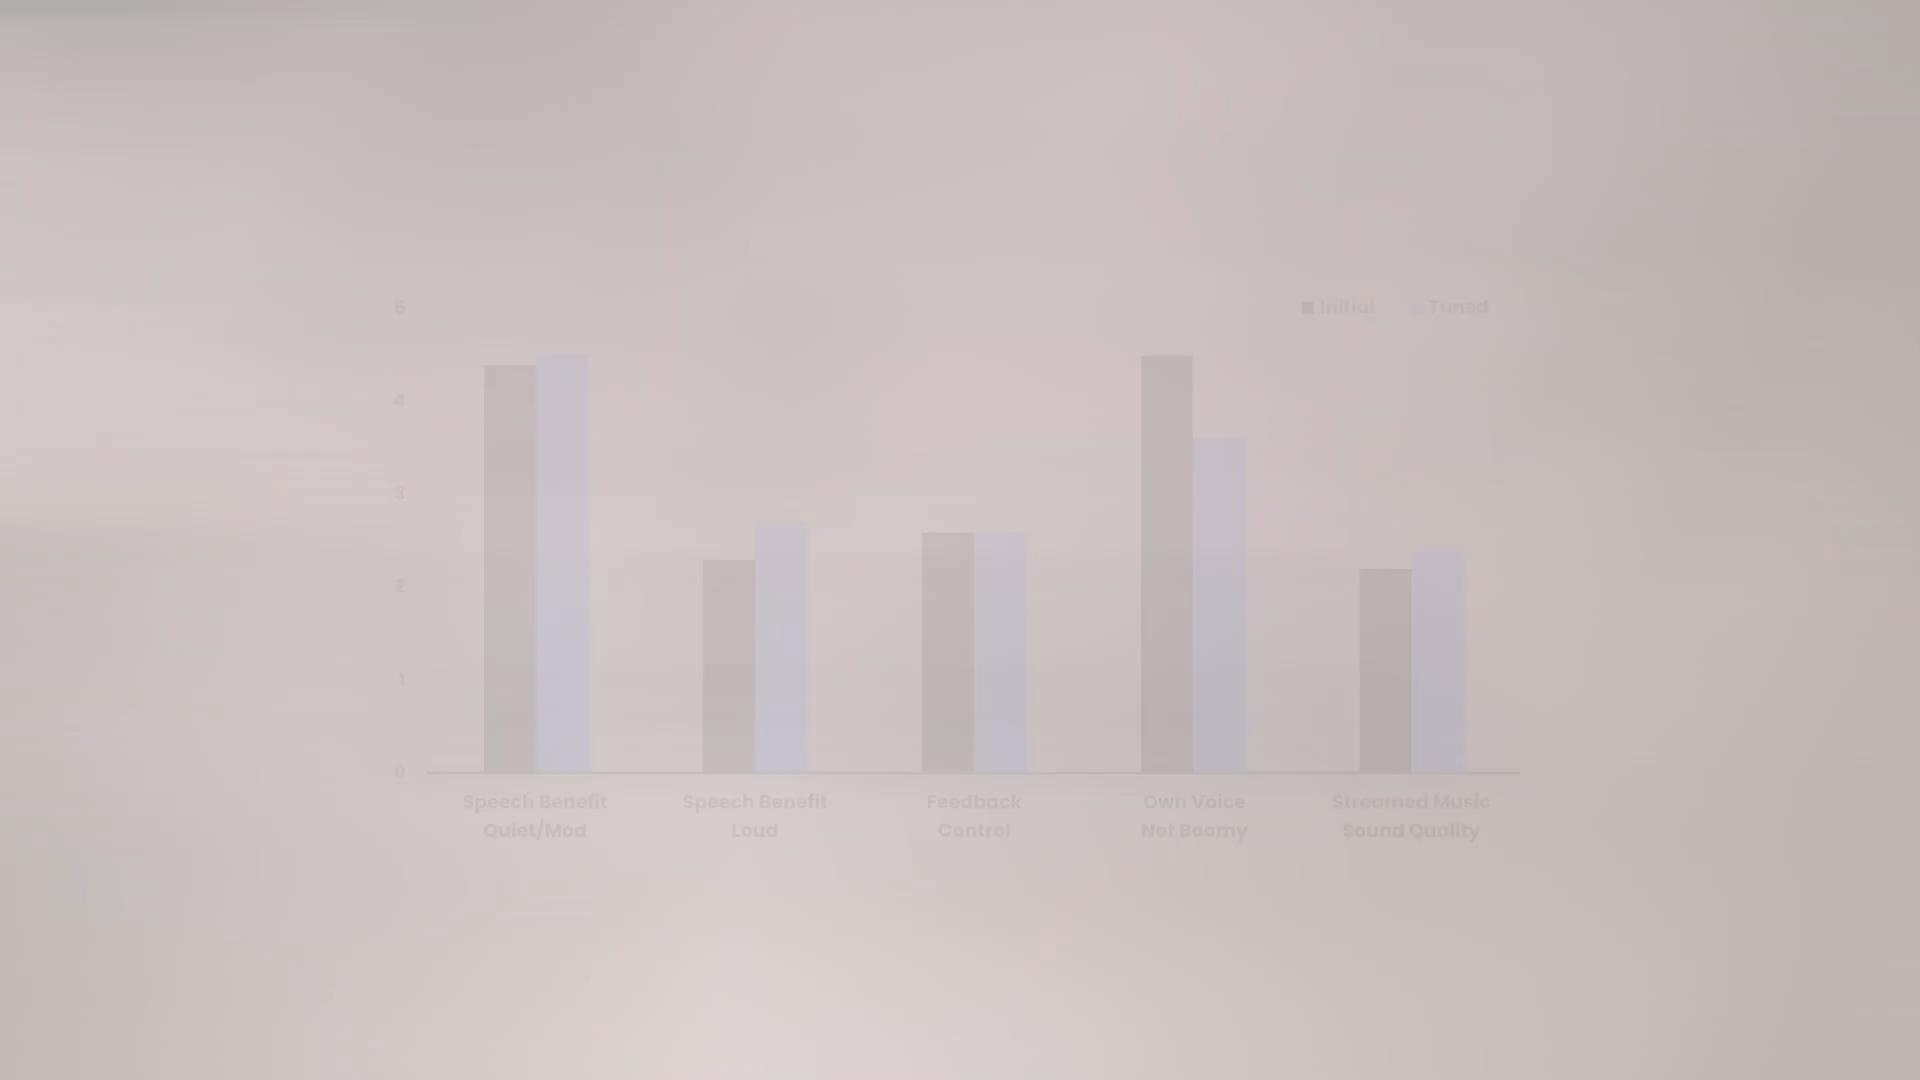 5
Initial Tuned
4
3
2
1
0
Speech Benefit Speech Benefit Feedback Own Voice Streamed Music
Quiet/Mod Loud Control Not Boomy Sound Quality